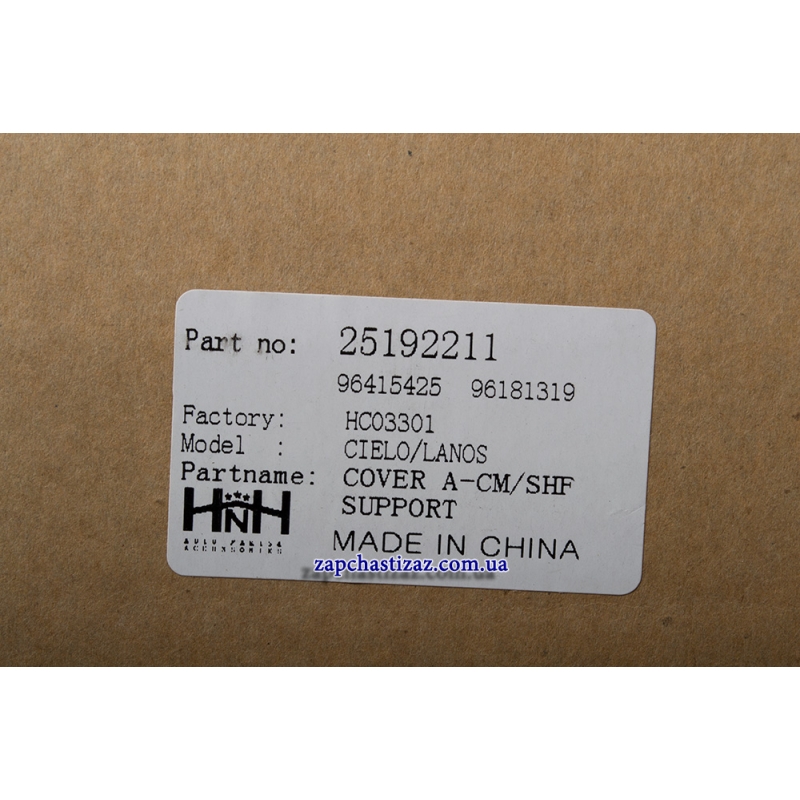 Part no: 25192211
96415425 96181319
Factory: HC03301
Model : CIELO/LANOS
Partname: COVER A-CM/SHF
SUPPORT
HNH
MADE IN CHINA
zapchastizaz.com.ua